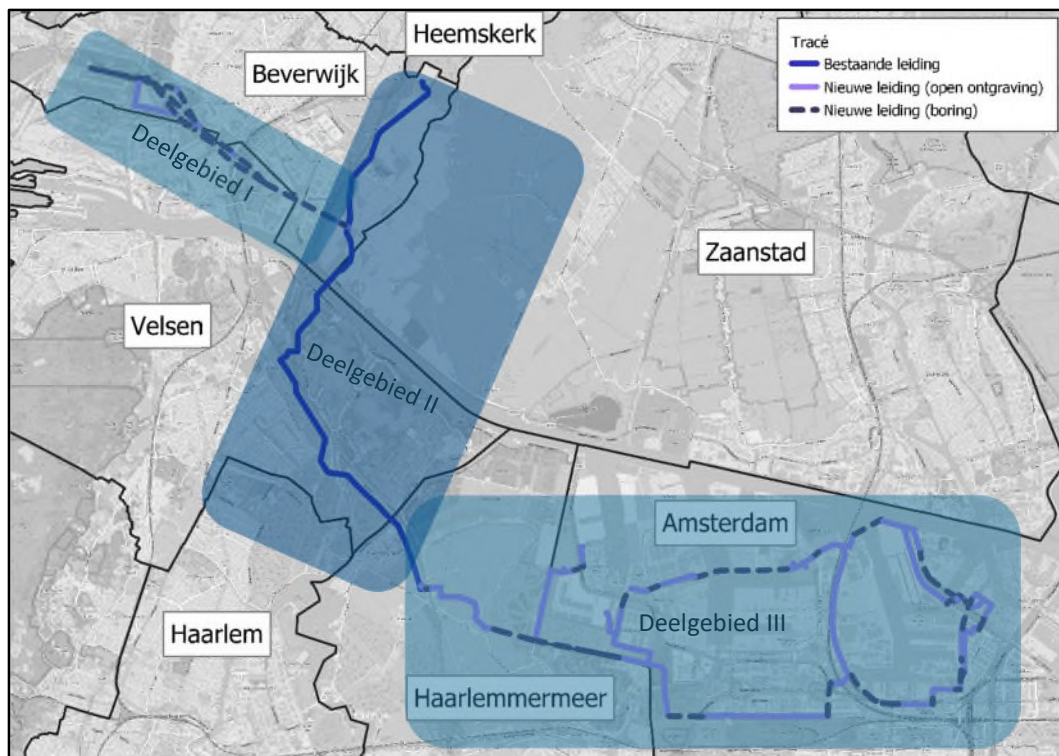 Heemskerk
Beverwijk
Tracé
Bestaande leiding
Nieuwe leiding (open ontgraving)
Nieuwe leiding (boring)
Deelgebied I
Zaanstad
Velsen
Deelgebied II
Amsterdam
Deelgebied III
Haarlem
Haarlemmermeer